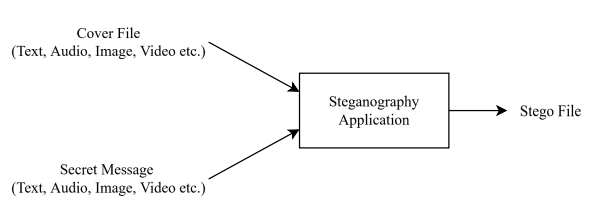 Cover File
(Text, Audio, Image, Video etc.)
Steganography
Application
Stego File
Secret Message
(Text, Audio, Image, Video etc.)